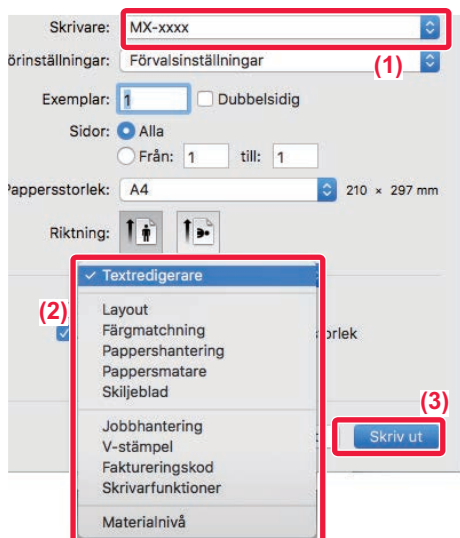 Skrivare: MX-xxxx
örinställningar: Förvalsinställningar
(1)
Exemplar: 1 Dubbelsidig
Sidor: Alla
Från: 1 till: 1
Pappersstorlek: A4 210 × 297 mm
Riktning:
✓ Textredigerare
(2)
Layout
Färgmatchning orlek
Pappershantering
Pappersmatare
Skiljeblad
(3)
Jobbhantering
V-stämpel Skriv ut
Faktureringskod
Skrivarfunktioner
Materialnivå